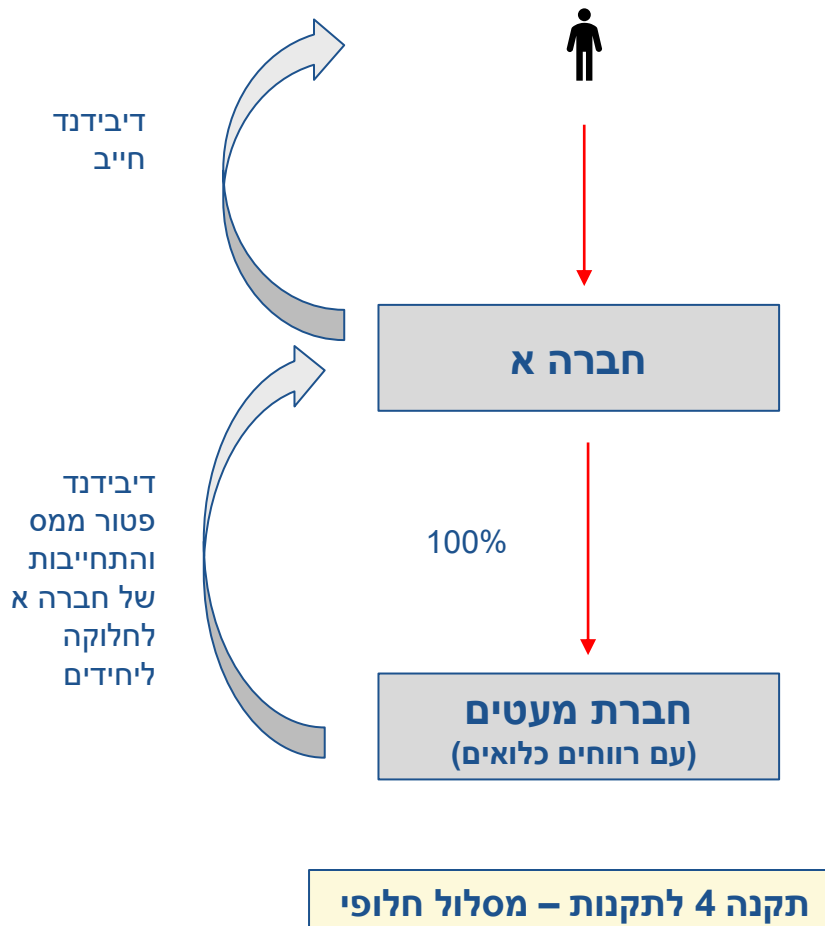 דיבידנד
חייב
חברה א
דיבידנד
פטור ממס
והתחייבות
של חברה א
לחלוקה
ליחידים
100%
חברת מעטים
(עם רווחים כלואים)
תקנה 4 לתקנות – מסלול חלופי